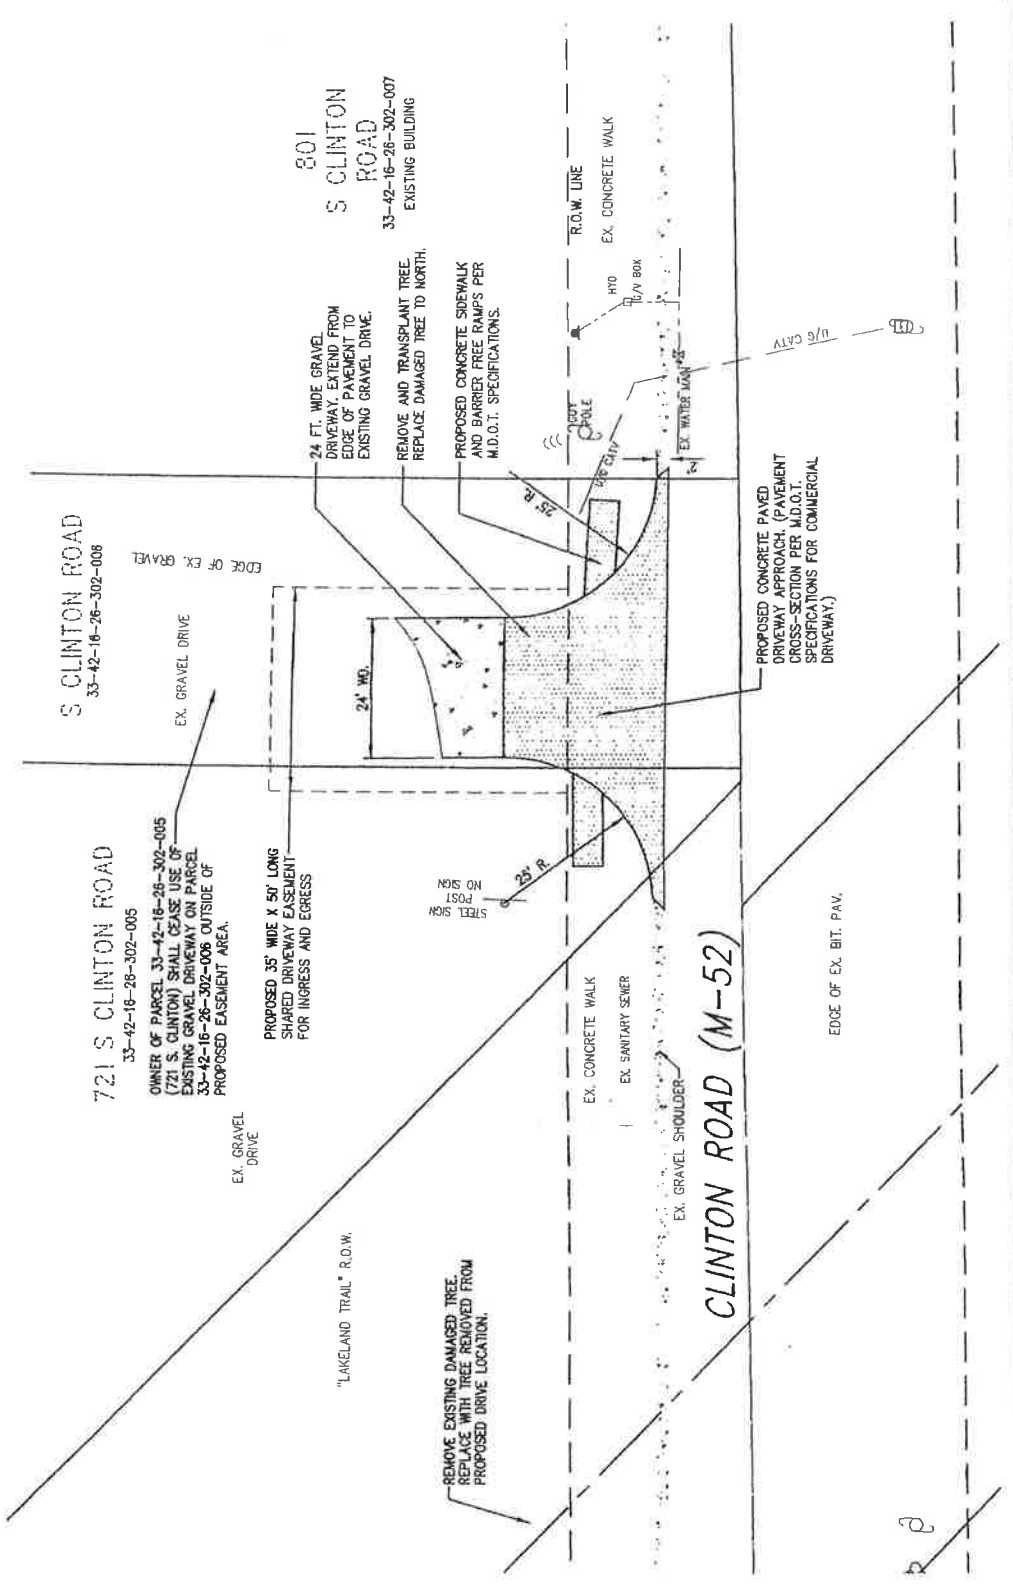 721 S CLINTON ROAD
33-42-16-26-302-005
OWNER OF PARCEL 33-42-16-26-302-005
(721 S. CLINTON) SHALL CEASE USE OF
EXISTING GRAVEL DRIVEWAY ON PARCEL
33-42-16-26-302-006 OUTSIDE OF
PROPOSED EASEMENT AREA.
S CLINTON ROAD
33-42-16-26-302-006
EX. GRAVEL DRIVE
EDGE OF EX. GRAVEL
801
S CLINTON
ROAD
33-42-16-26-302-007
EXISTING BUILDING
EX. GRAVEL
DRIVE
PROPOSED 35' WIDE X 50' LONG
SHARED DRIVEWAY EASEMENT
FOR INGRESS AND EGRESS
24' WD.
24 FT. WIDE GRAVEL
DRIVEWAY. EXTEND FROM
EDGE OF PAVEMENT TO
EXISTING GRAVEL DRIVE.
REMOVE AND TRANSPLANT TREE.
REPLACE DAMAGED TREE TO NORTH.
PROPOSED CONCRETE SIDEWALK
AND BARRIER FREE RAMPS PER
M.D.O.T. SPECIFICATIONS.
"LAKELAND TRAIL" R.O.W.
REMOVE EXISTING DAMAGED TREE.
REPLACE WITH TREE REMOVED FROM
PROPOSED DRIVE LOCATION.
STEEL SIGN
POST
NO SIGN
25' R.
25' R.
GUY
POLE
U/G CATV
R.O.W. LINE
EX. CONCRETE WALK
HYD
G/V BOX
EX. CONCRETE WALK
EX. SANITARY SEWER
EX. GRAVEL SHOULDER
2'
EX. WATER MAIN
U/G CATV
CLINTON ROAD (M-52)
PROPOSED CONCRETE PAVED
DRIVEWAY APPROACH. (PAVEMENT
CROSS-SECTION PER M.D.O.T.
SPECIFICATIONS FOR COMMERCIAL
DRIVEWAY.)
EDGE OF EX. BIT. PAV.